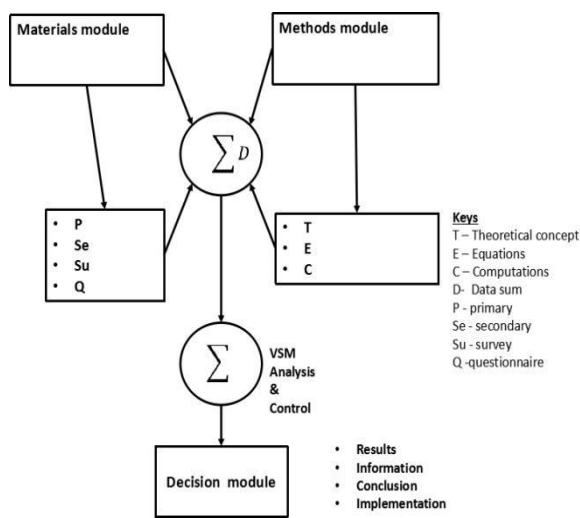 Materials module
Methods module
∑ D
• P
• Se
• Su
• Q
• T
• E
• C
Keys
T – Theoretical concept
E – Equations
C – Computations
D- Data sum
P - primary
Se - secondary
Su - survey
Q -questionnaire
∑
VSM
Analysis
&
Control
Decision module
• Results
• Information
• Conclusion
• Implementation